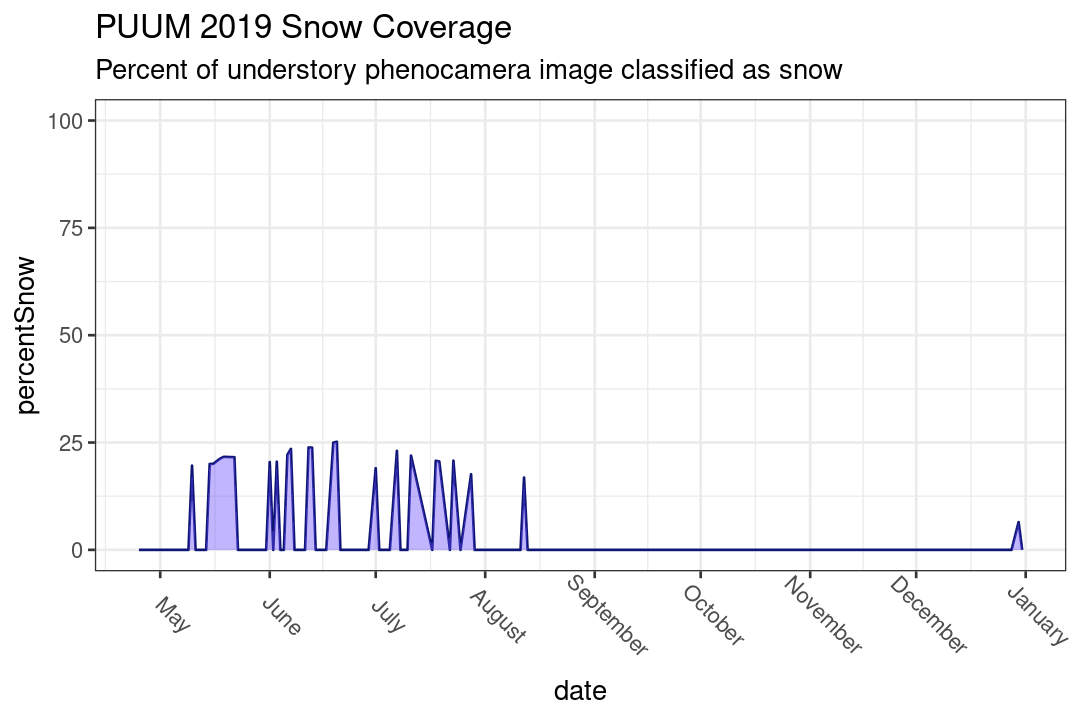 PUUM 2019 Snow Coverage
Percent of understory phenocamera image classified as snow
100
75
50
25
0
percentSnow
May
June
July
August
September
October
November
December
January
date